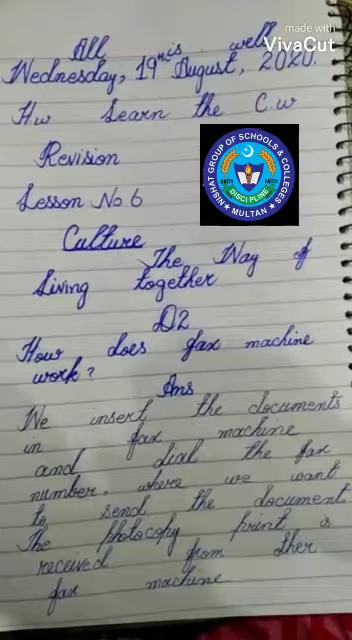 made with
VivaCut
All is well
Wednesday, 19th August, 2020.
Hw Learn the C.w
Revision
Lesson No 6
NISHAT GROUP OF SCHOOLS & COLLEGES
UNITY FAITH
DISCIPLINE
MULTAN
Culture
The Way of
Living together
Q2
How does fax machine
work?
Ans
We insert the documents
in fax machine
and dial the fax
number. where we want
to send the document.
The photocopy print is
received from other
fax machine